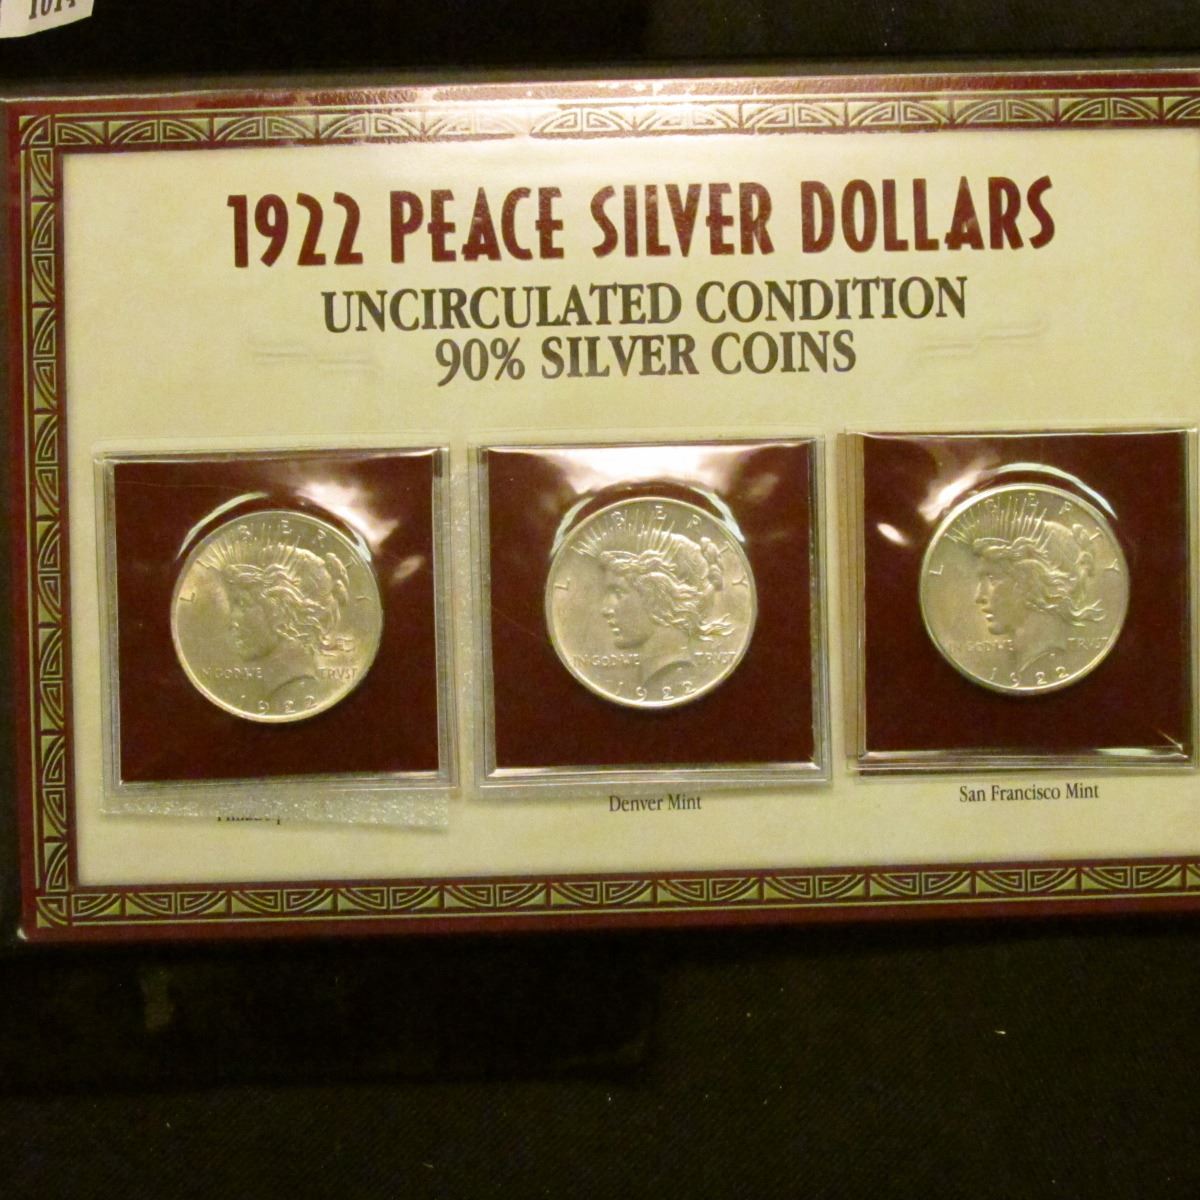 1922 PEACE SILVER DOLLARS
UNCIRCULATED CONDITION
90% SILVER COINS
LIBERTY
IN GOD WE TRUST
1922
LIBERTY
IN GOD WE TRUST
1922
LIBERTY
IN GOD WE TRUST
1922
Denver Mint
San Francisco Mint